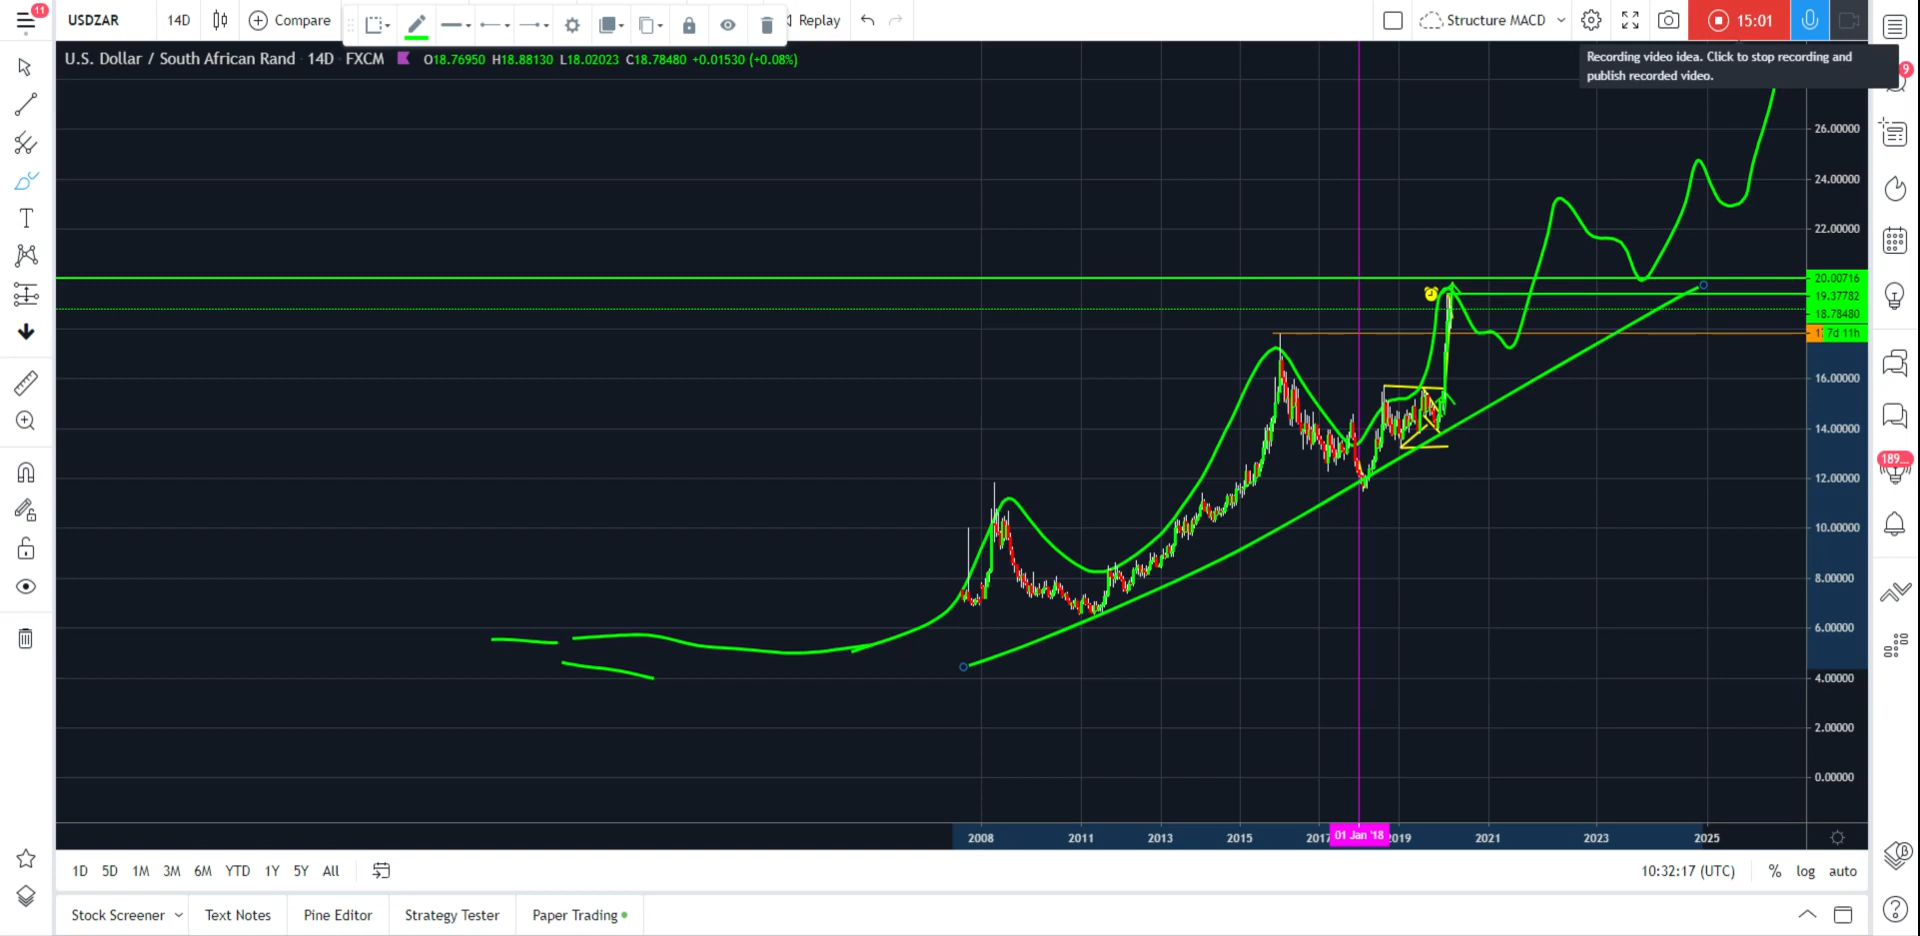 11
USDZAR
14D
Compare
Replay
Structure MACD
15:01
Recording video idea. Click to stop recording and
publish recorded video.
9
U.S. Dollar / South African Rand 14D FXCM O18.76950 H18.88130 L18.02023 C18.78480 +0.01530 (+0.08%)
26.00000
24.00000
22.00000
20.00716
19.37782
18.78480
7d 11h
16.00000
14.00000
12.00000
10.00000
8.00000
6.00000
4.00000
2.00000
0.00000
189...
2008 2011 2013 2015 2017 01 Jan '18 2019 2021 2023 2025
1D 5D 1M 3M 6M YTD 1Y 5Y All
10:32:17 (UTC) % log auto
Stock Screener Text Notes Pine Editor Strategy Tester Paper Trading